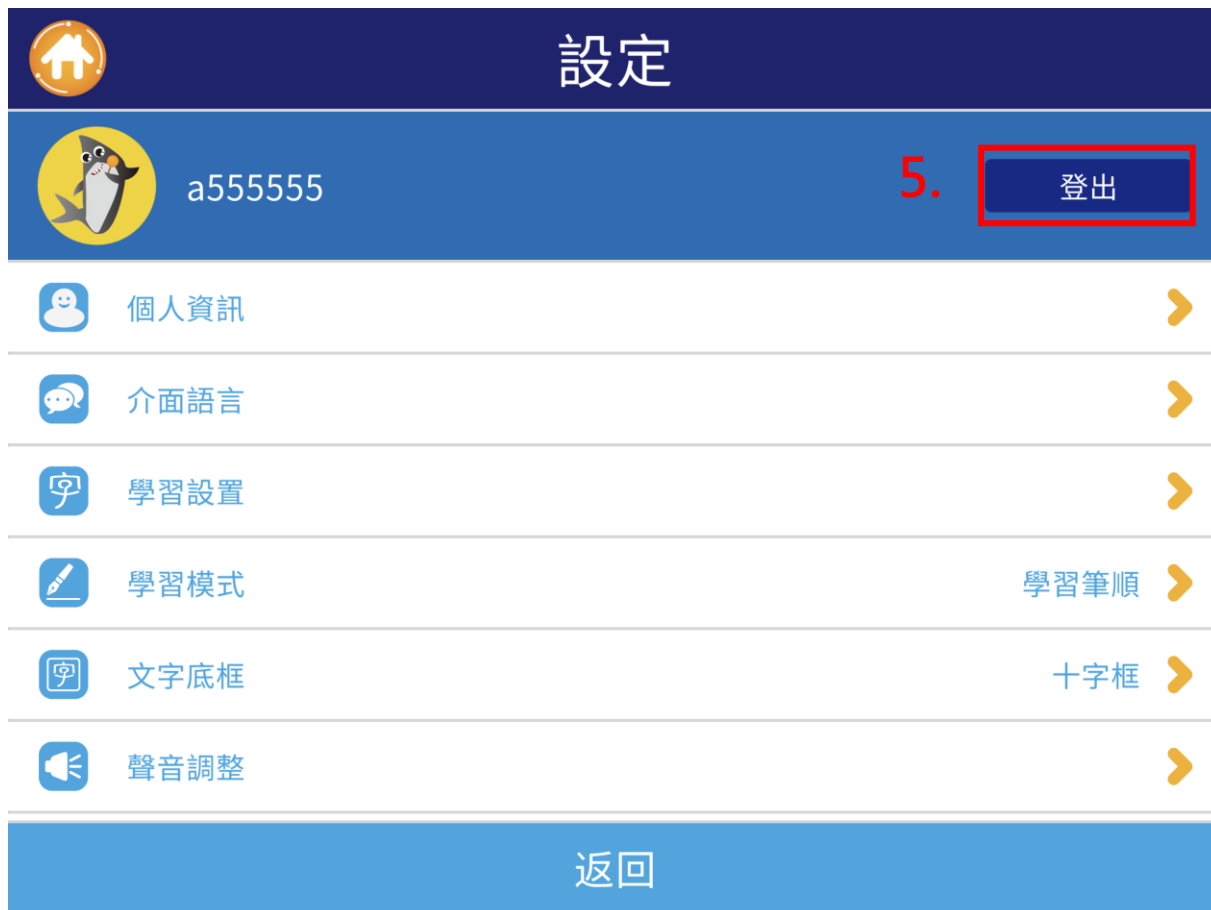 設定
a555555
5.
登出
個人資訊
介面語言
字
學習設置
學習模式
學習筆順
字
文字底框
十字框
聲音調整
返回